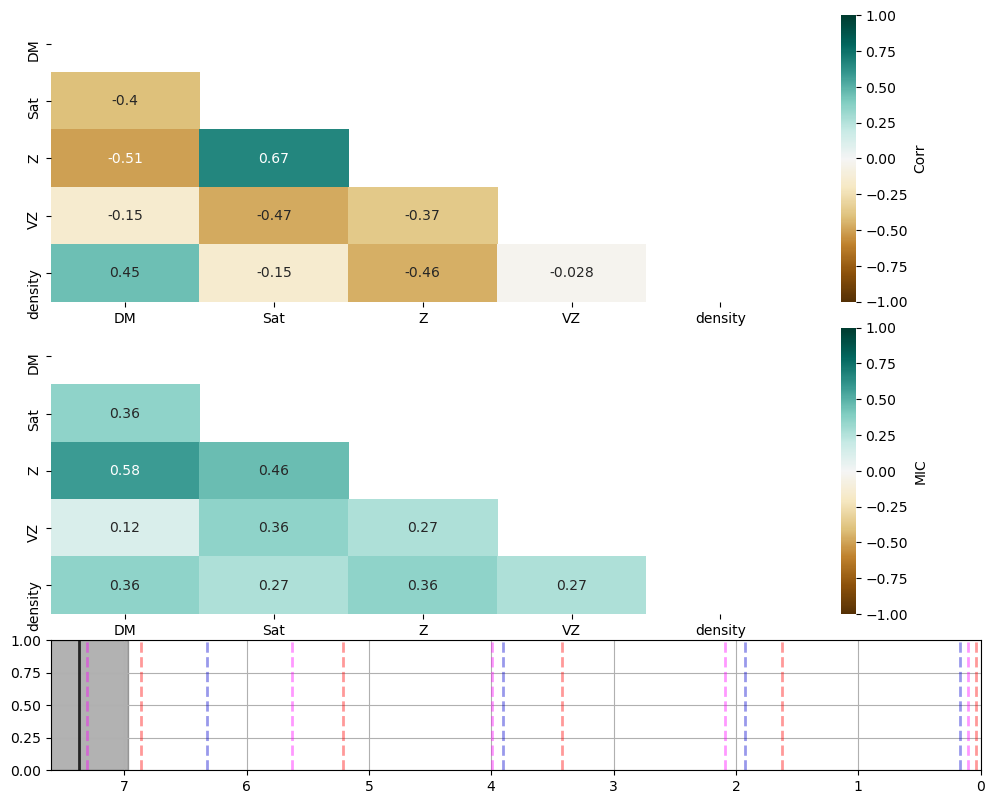 DM
Sat
Z
VZ
density
-0.4
-0.51
0.67
-0.15
-0.47
-0.37
0.45
-0.15
-0.46
-0.028
DM
Sat
Z
VZ
density
1.00
0.75
0.50
0.25
0.00
−0.25
−0.50
−0.75
−1.00
Corr
DM
Sat
Z
VZ
density
0.36
0.58
0.46
0.12
0.36
0.27
0.36
0.27
0.36
0.27
DM
Sat
Z
VZ
density
1.00
0.75
0.50
0.25
0.00
−0.25
−0.50
−0.75
−1.00
MIC
1.00
0.75
0.50
0.25
0.00
7
6
5
4
3
2
1
0